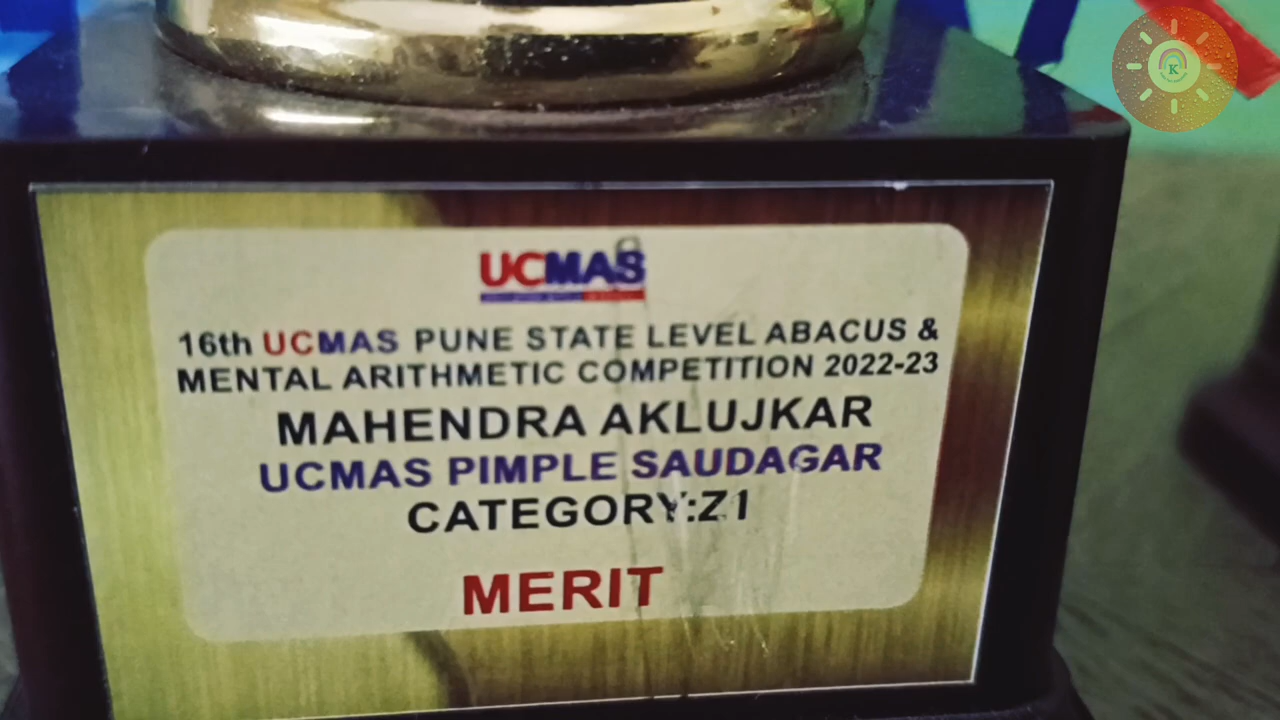 UCMAS
16th UCMAS PUNE STATE LEVEL ABACUS &
MENTAL ARITHMETIC COMPETITION 2022-23
MAHENDRA AKLUJKAR
UCMAS PIMPLE SAUDAGAR
CATEGORY:Z1
MERIT
K